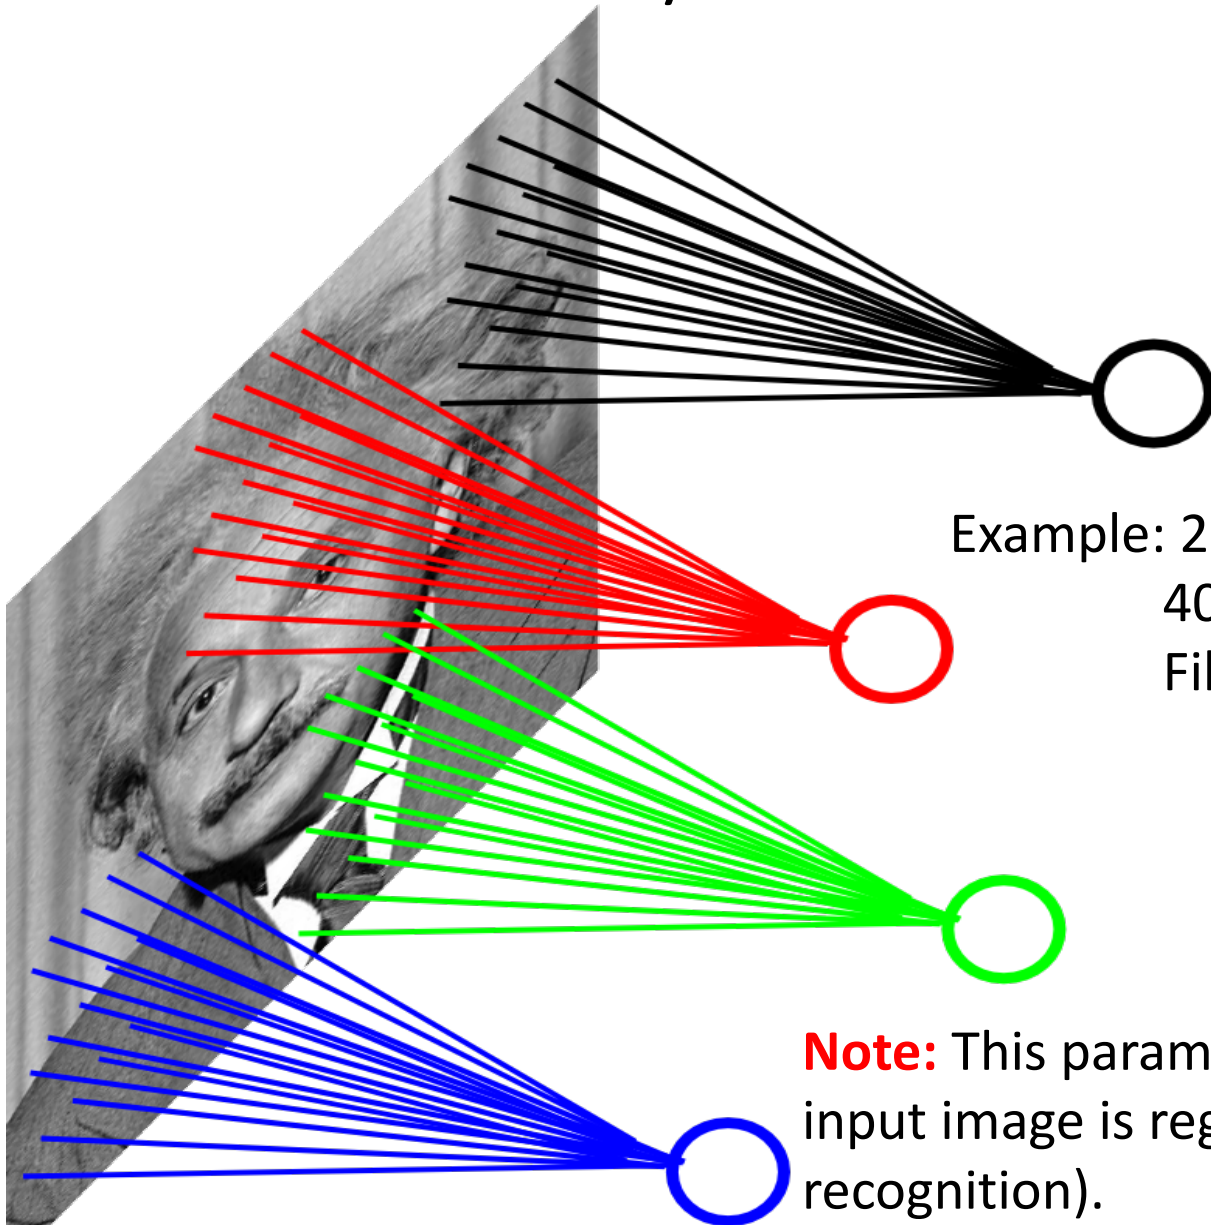 Example: 2
40
Fil
Note: This param
input image is reg
recognition).